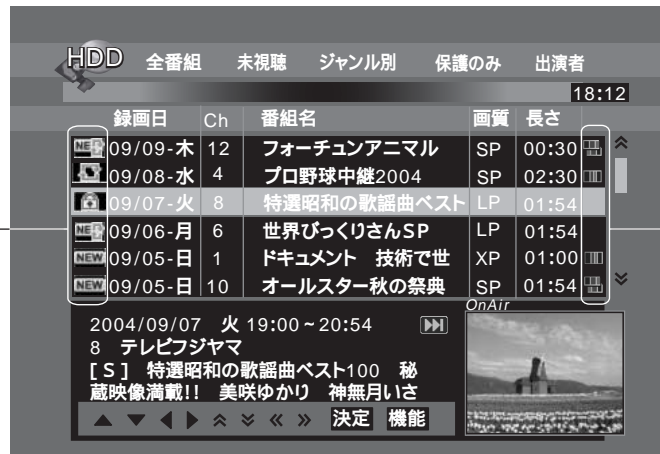 HDD 全番組 未視聴 ジャンル別 保護のみ 出演者
18:12
録画日 Ch 番組名 画質 長さ
NEW 09/09-木 12 フォーチュンアニマル SP 00:30
09/08-水 4 プロ野球中継2004 SP 02:30
09/07-火 8 特選昭和の歌謡曲ベスト LP 01:54
NEW 09/06-月 6 世界びっくりさんSP LP 01:54
NEW 09/05-日 1 ドキュメント 技術で世 XP 01:00
NEW 09/05-日 10 オールスター秋の祭典 SP 01:54
OnAir
2004/09/07 火 19:00~20:54
8 テレビフジヤマ
[S] 特選昭和の歌謡曲ベスト100 秘
蔵映像満載!! 美咲ゆかり 神無月いさ
決定 機能